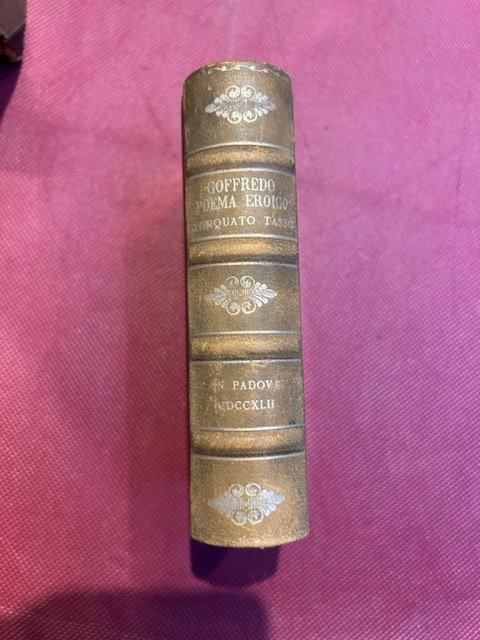 GOFFREDO
POEMA EROICO
TORQUATO TASSO
IN PADOVA
MDCCXLII